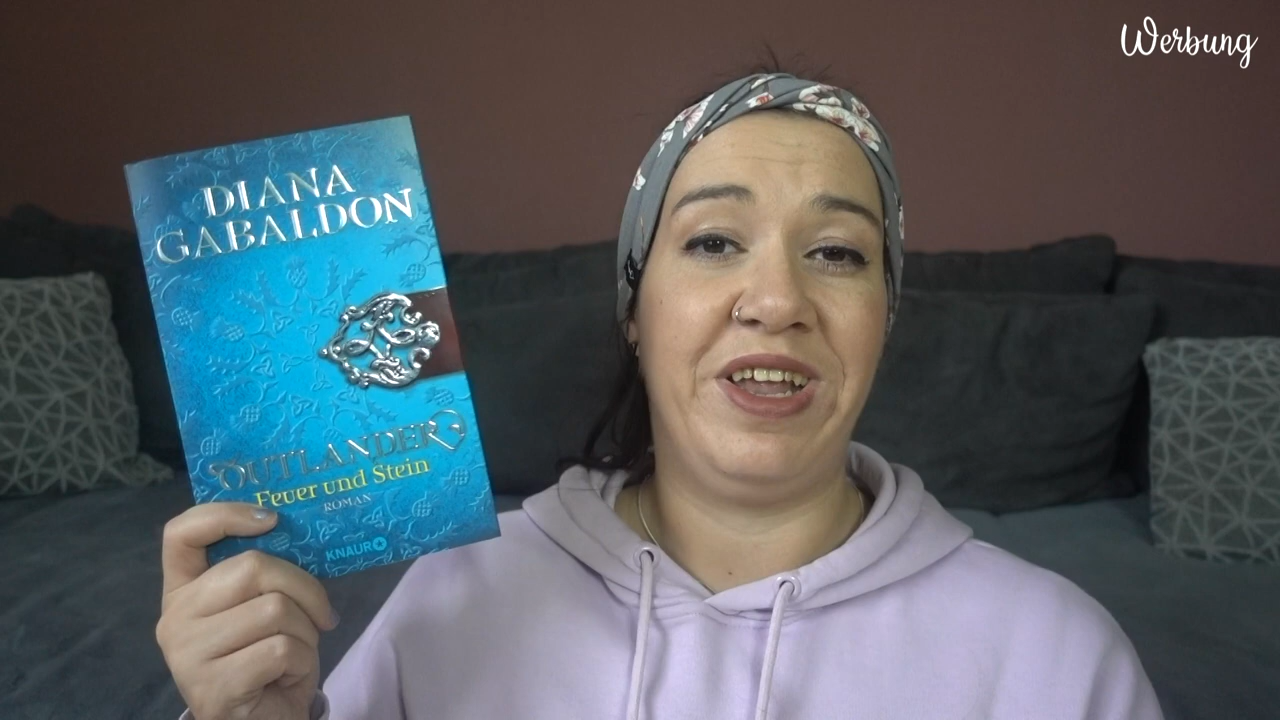 Werbung
DIANA
GABALDON
OUTLANDER
Feuer und Stein
ROMAN
KNAUR